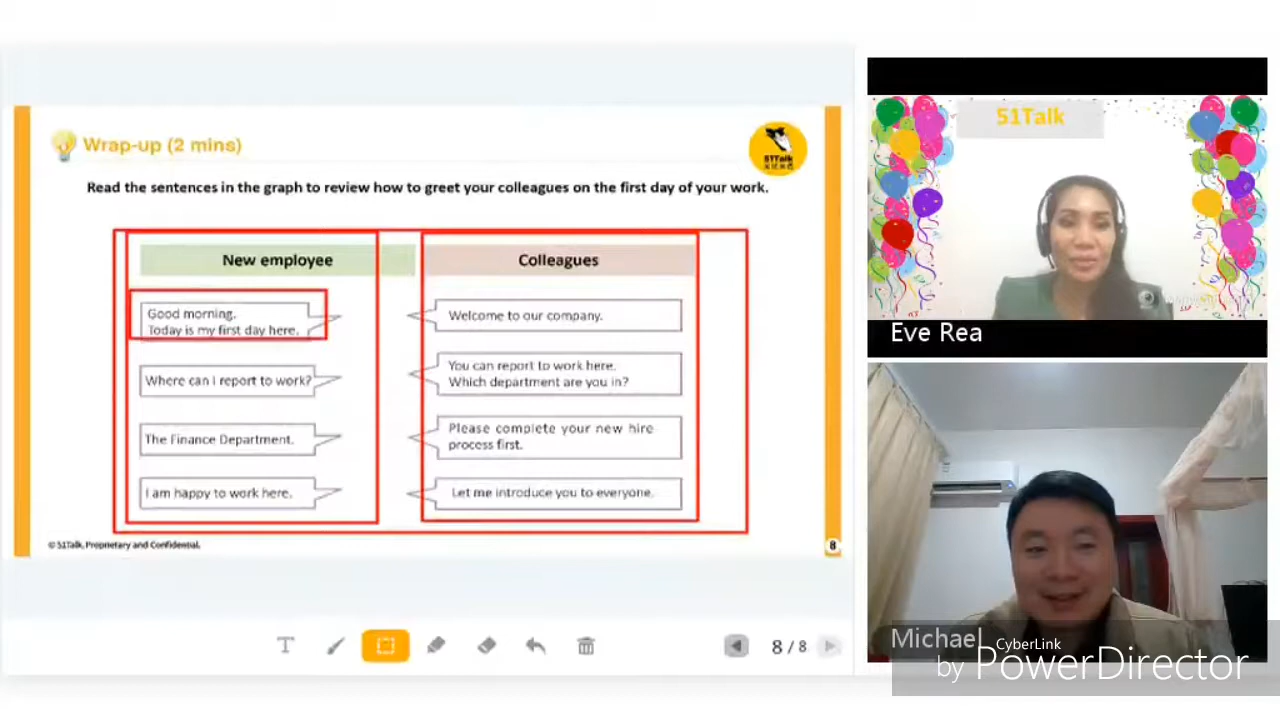 Wrap-up (2 mins)
51Talk
Read the sentences in the graph to review how to greet your colleagues on the first day of your work.
New employee
Colleagues
Good morning.
Today is my first day here.
Welcome to our company.
Where can I report to work?
You can report to work here.
Which department are you in?
The Finance Department.
Please complete your new hire
process first.
I am happy to work here.
Let me introduce you to everyone.
© 51Talk, Proprietary and Confidential.
8
T
8 / 8
51Talk
Eve Rea
Michael
CyberLink
by PowerDirector